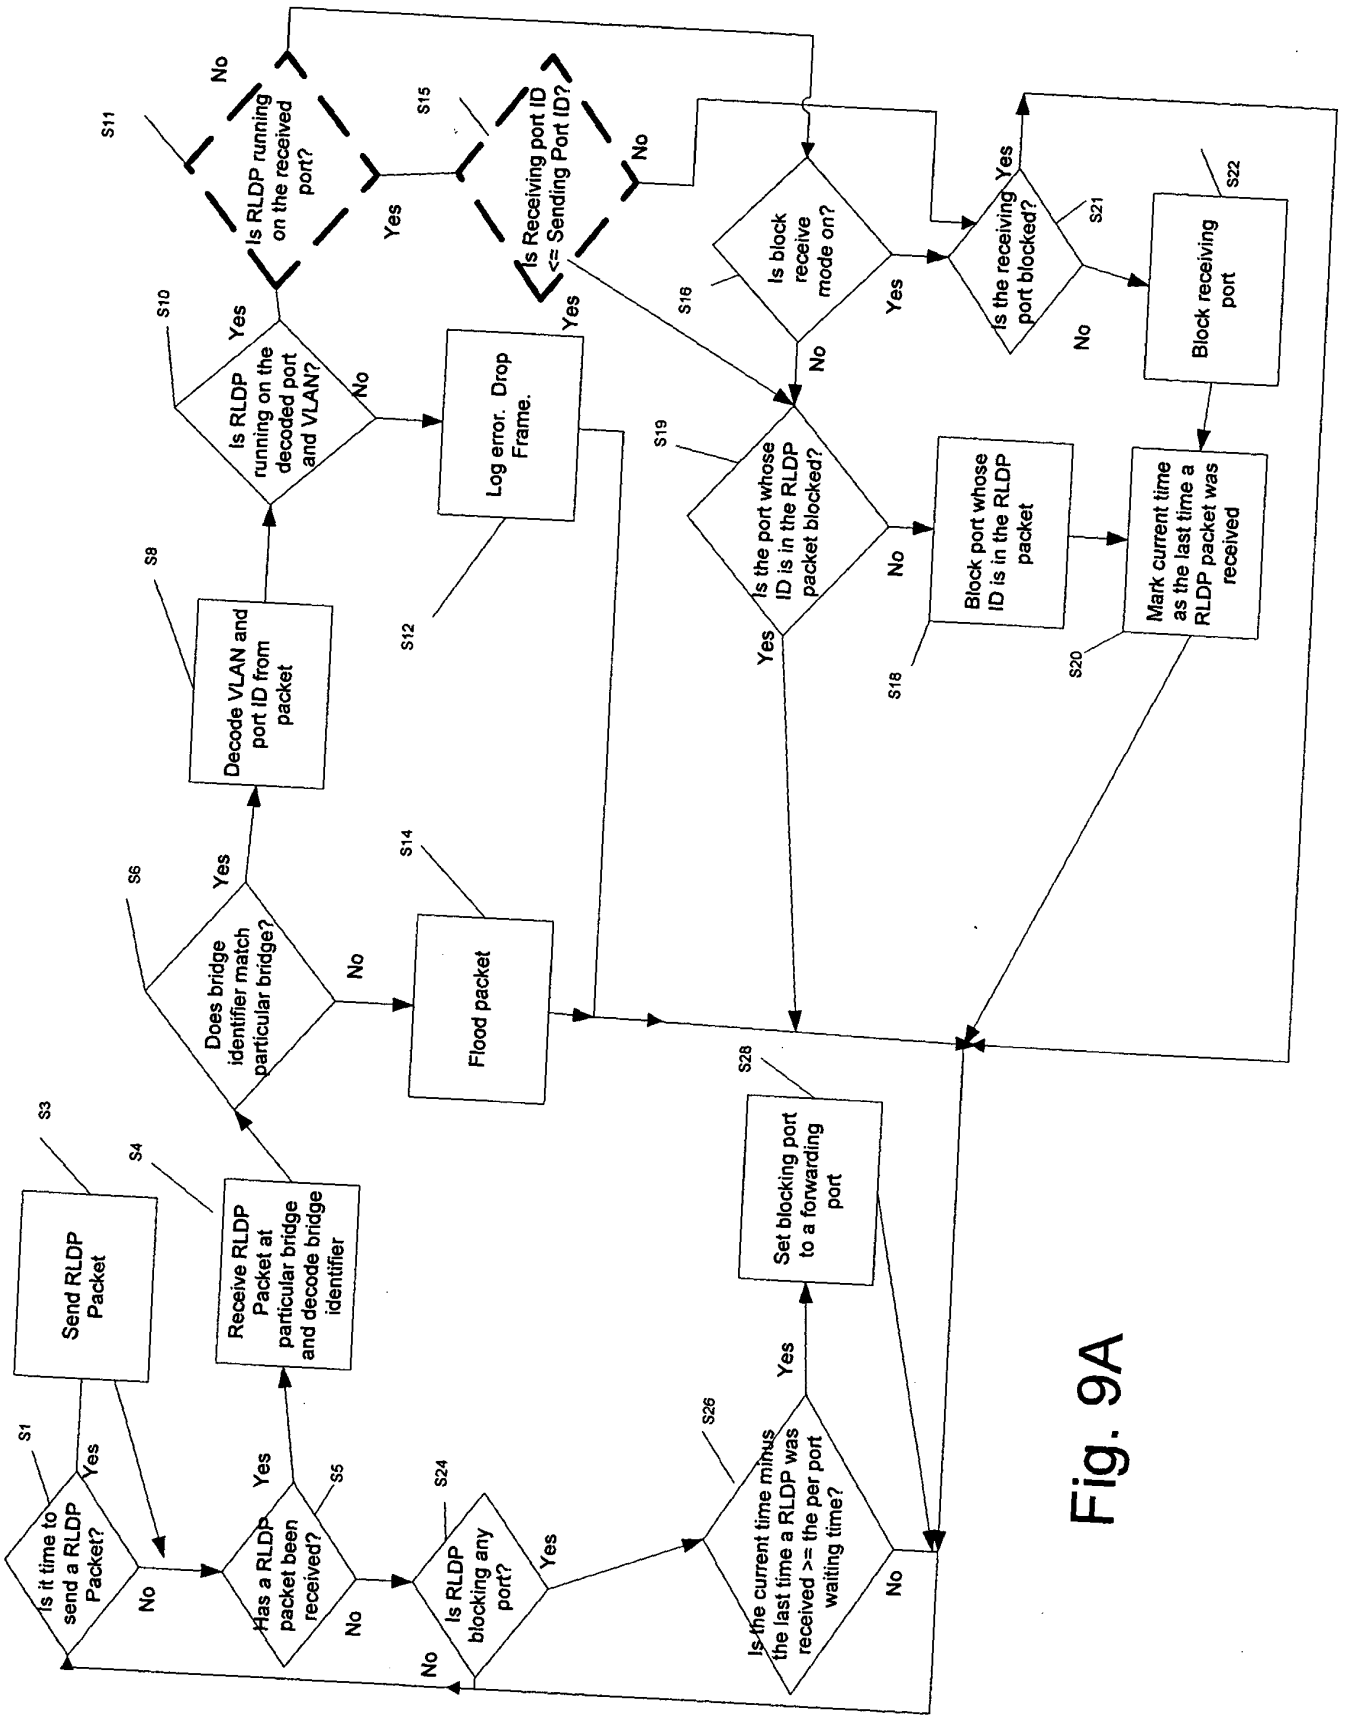 S1
Is it time to
send a RLDP
Packet?
Yes
No
S3
Send RLDP
Packet
S5
Has a RLDP
packet been
received?
Yes
No
S4
Receive RLDP
Packet at
particular bridge
and decode bridge
identifier
S6
Does bridge
identifier match
particular bridge?
Yes
No
S8
Decode VLAN and
port ID from
packet
S10
Is RLDP
running on the
decoded port
and VLAN?
Yes
No
S11
Is RLDP running
on the received
port?
No
Yes
S14
Flood packet
S12
Log error. Drop
Frame.
S15
Is Receiving port ID
<= Sending Port ID?
Yes
No
S24
Is RLDP
blocking any
port?
No
Yes
S16
Is block
receive
mode on?
No
Yes
S19
Is the port whose
ID is in the RLDP
packet blocked?
Yes
No
S21
Is the receiving
port blocked?
Yes
No
S22
Block receiving
port
S18
Block port whose
ID is in the RLDP
packet
S20
Mark current time
as the last time a
RLDP packet was
received
S26
Is the current time minus
the last time a RLDP was
received >= the per port
waiting time?
Yes
No
S28
Set blocking port
to a forwarding
port
Fig. 9A